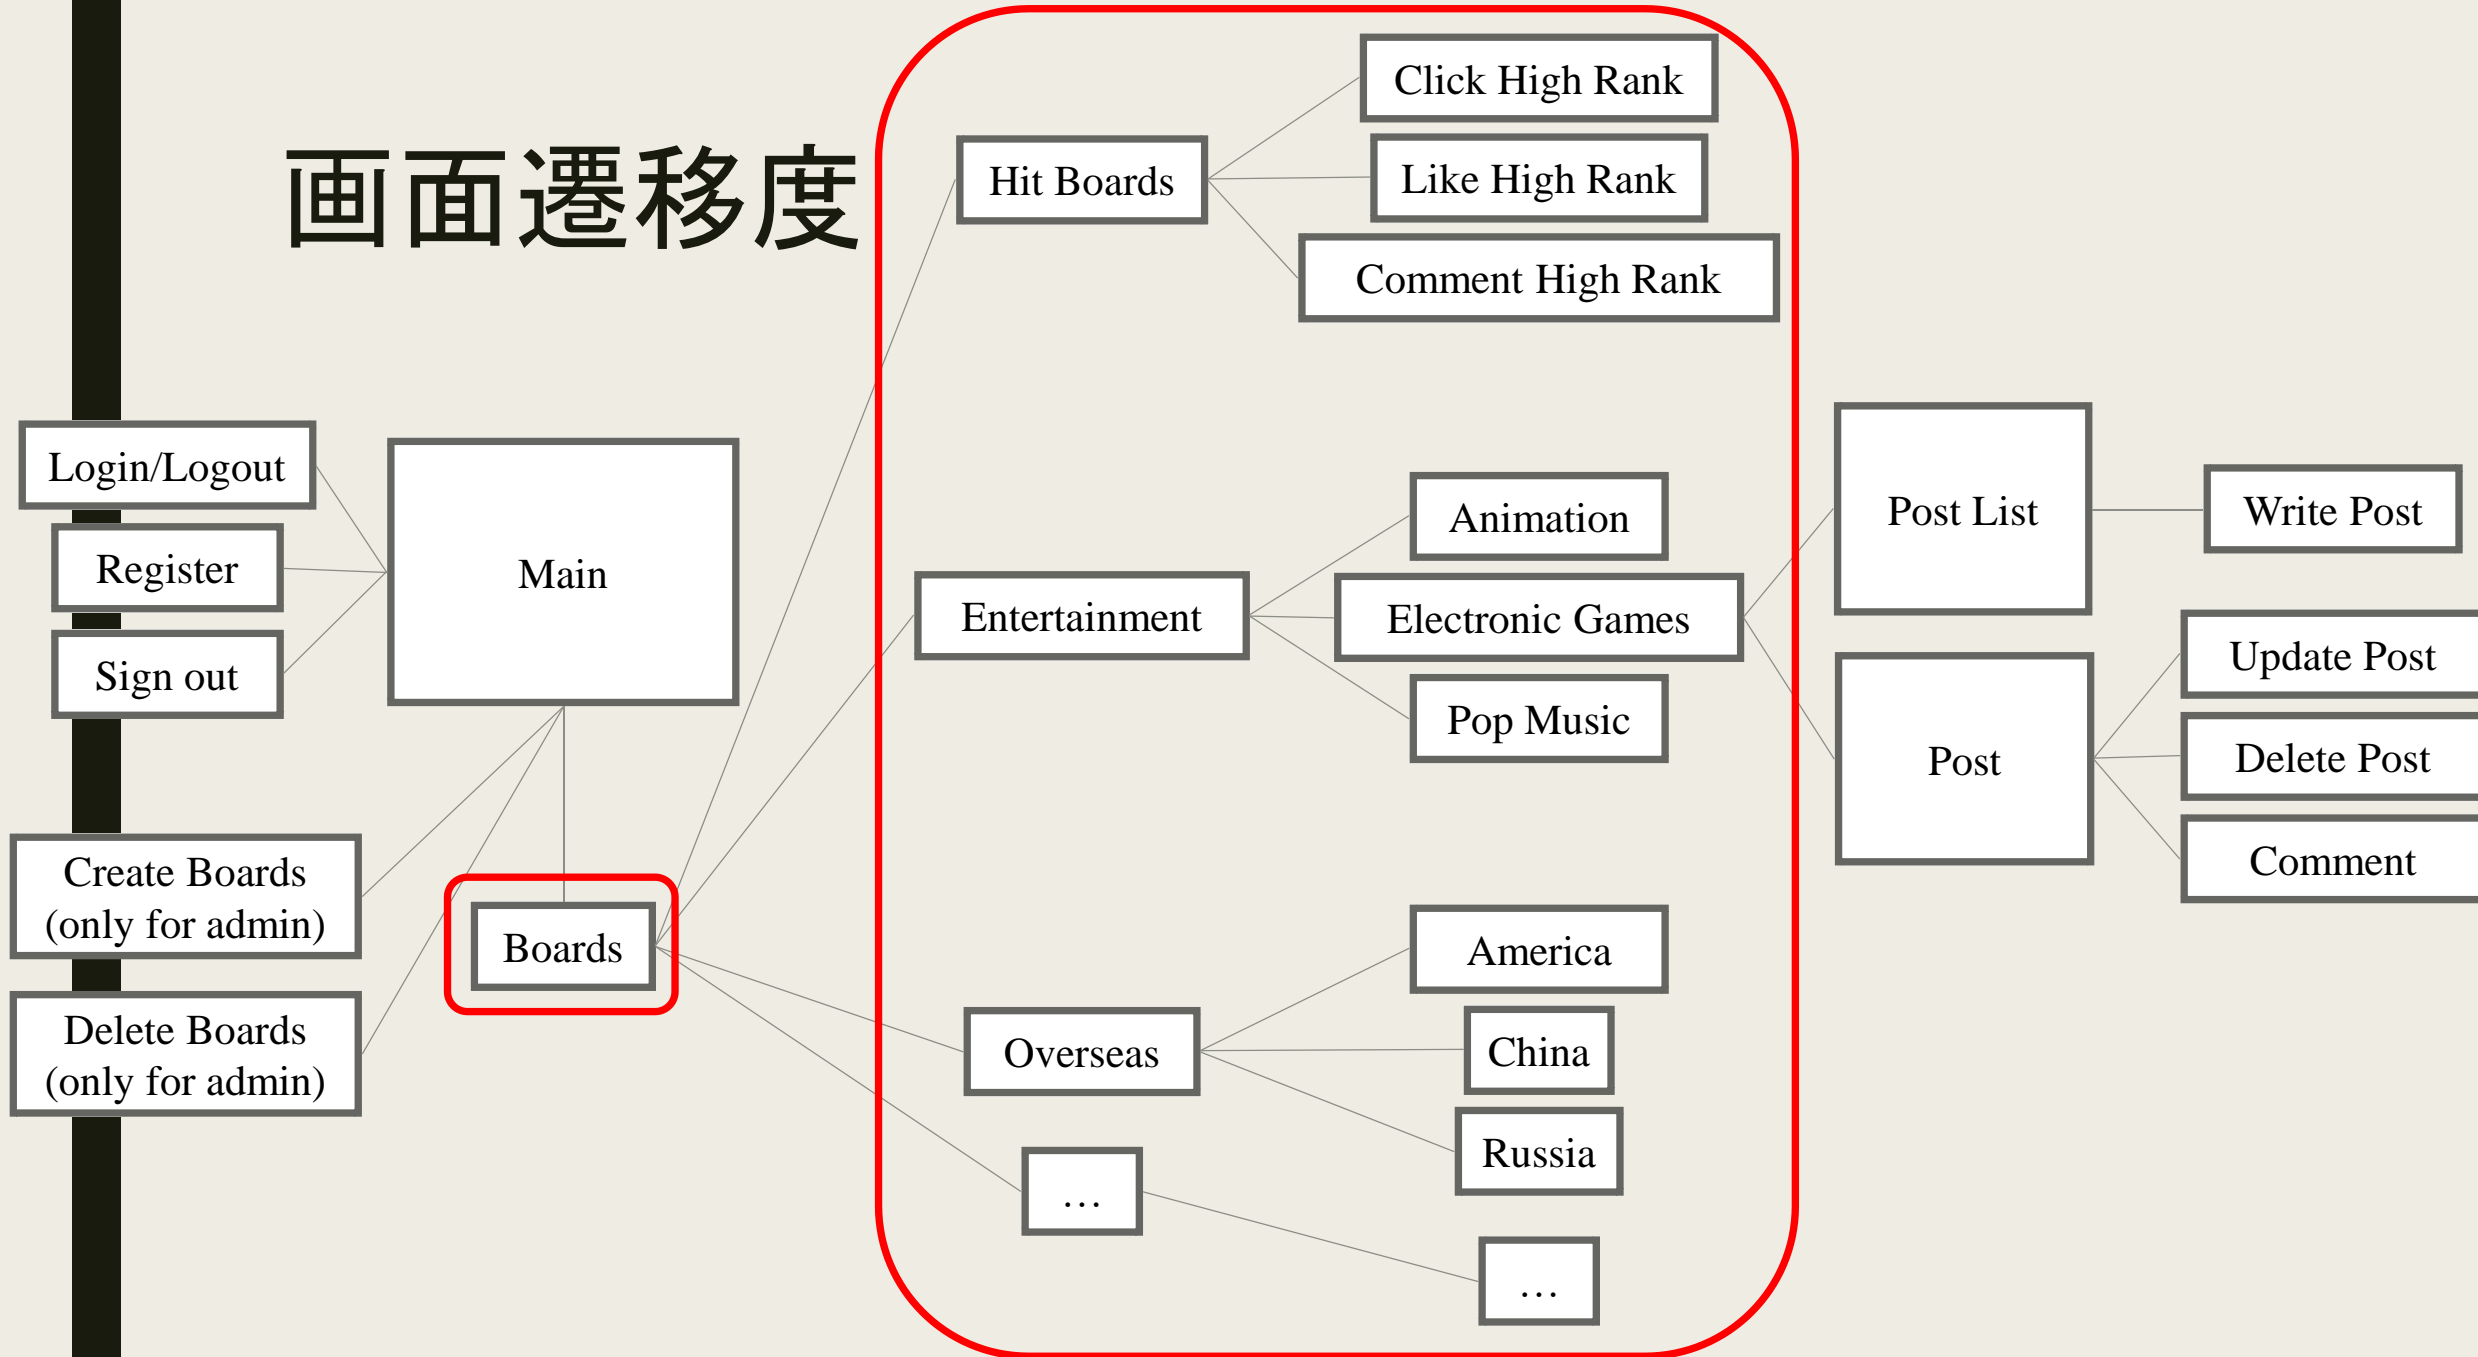 画面遷移度
Login/Logout
Register
Sign out
Main
Create Boards
(only for admin)
Delete Boards
(only for admin)
Boards
Hit Boards
Click High Rank
Like High Rank
Comment High Rank
Entertainment
Animation
Electronic Games
Pop Music
Overseas
America
China
Russia
…
…
Post List
Write Post
Post
Update Post
Delete Post
Comment